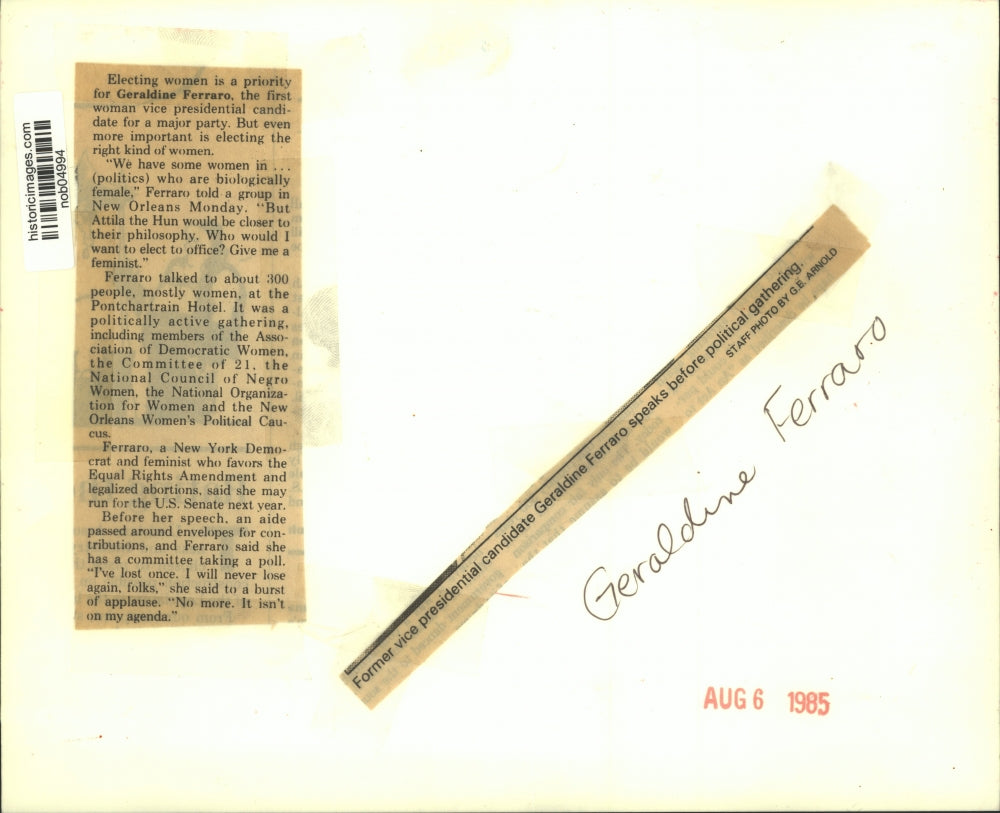 historicimages.com
nob04994
Electing women is a priority
for Geraldine Ferraro, the first
woman vice presidential candi-
date for a major party. But even
more important is electing the
right kind of women.
"We have some women in ...
(politics) who are biologically
female," Ferraro told a group in
New Orleans Monday. "But
Attila the Hun would be closer to
their philosophy. Who would I
want to elect to office? Give me a
feminist."
Ferraro talked to about 300
people, mostly women, at the
Pontchartrain Hotel. It was a
politically active gathering,
including members of the Asso-
ciation of Democratic Women,
the Committee of 21, the
National Council of Negro
Women, the National Organiza-
tion for Women and the New
Orleans Women's Political Cau-
cus.
Ferraro, a New York Demo-
crat and feminist who favors the
Equal Rights Amendment and
legalized abortions, said she may
run for the U.S. Senate next year.
Before her speech, an aide
passed around envelopes for con-
tributions, and Ferraro said she
has a committee taking a poll.
"I've lost once. I will never lose
again, folks," she said to a burst
of applause. "No more. It isn't
on my agenda."
Former vice presidential candidate Geraldine Ferraro speaks before political gathering.
STAFF PHOTO BY G.E. ARNOLD
Geraldine Ferraro
AUG 6 1985